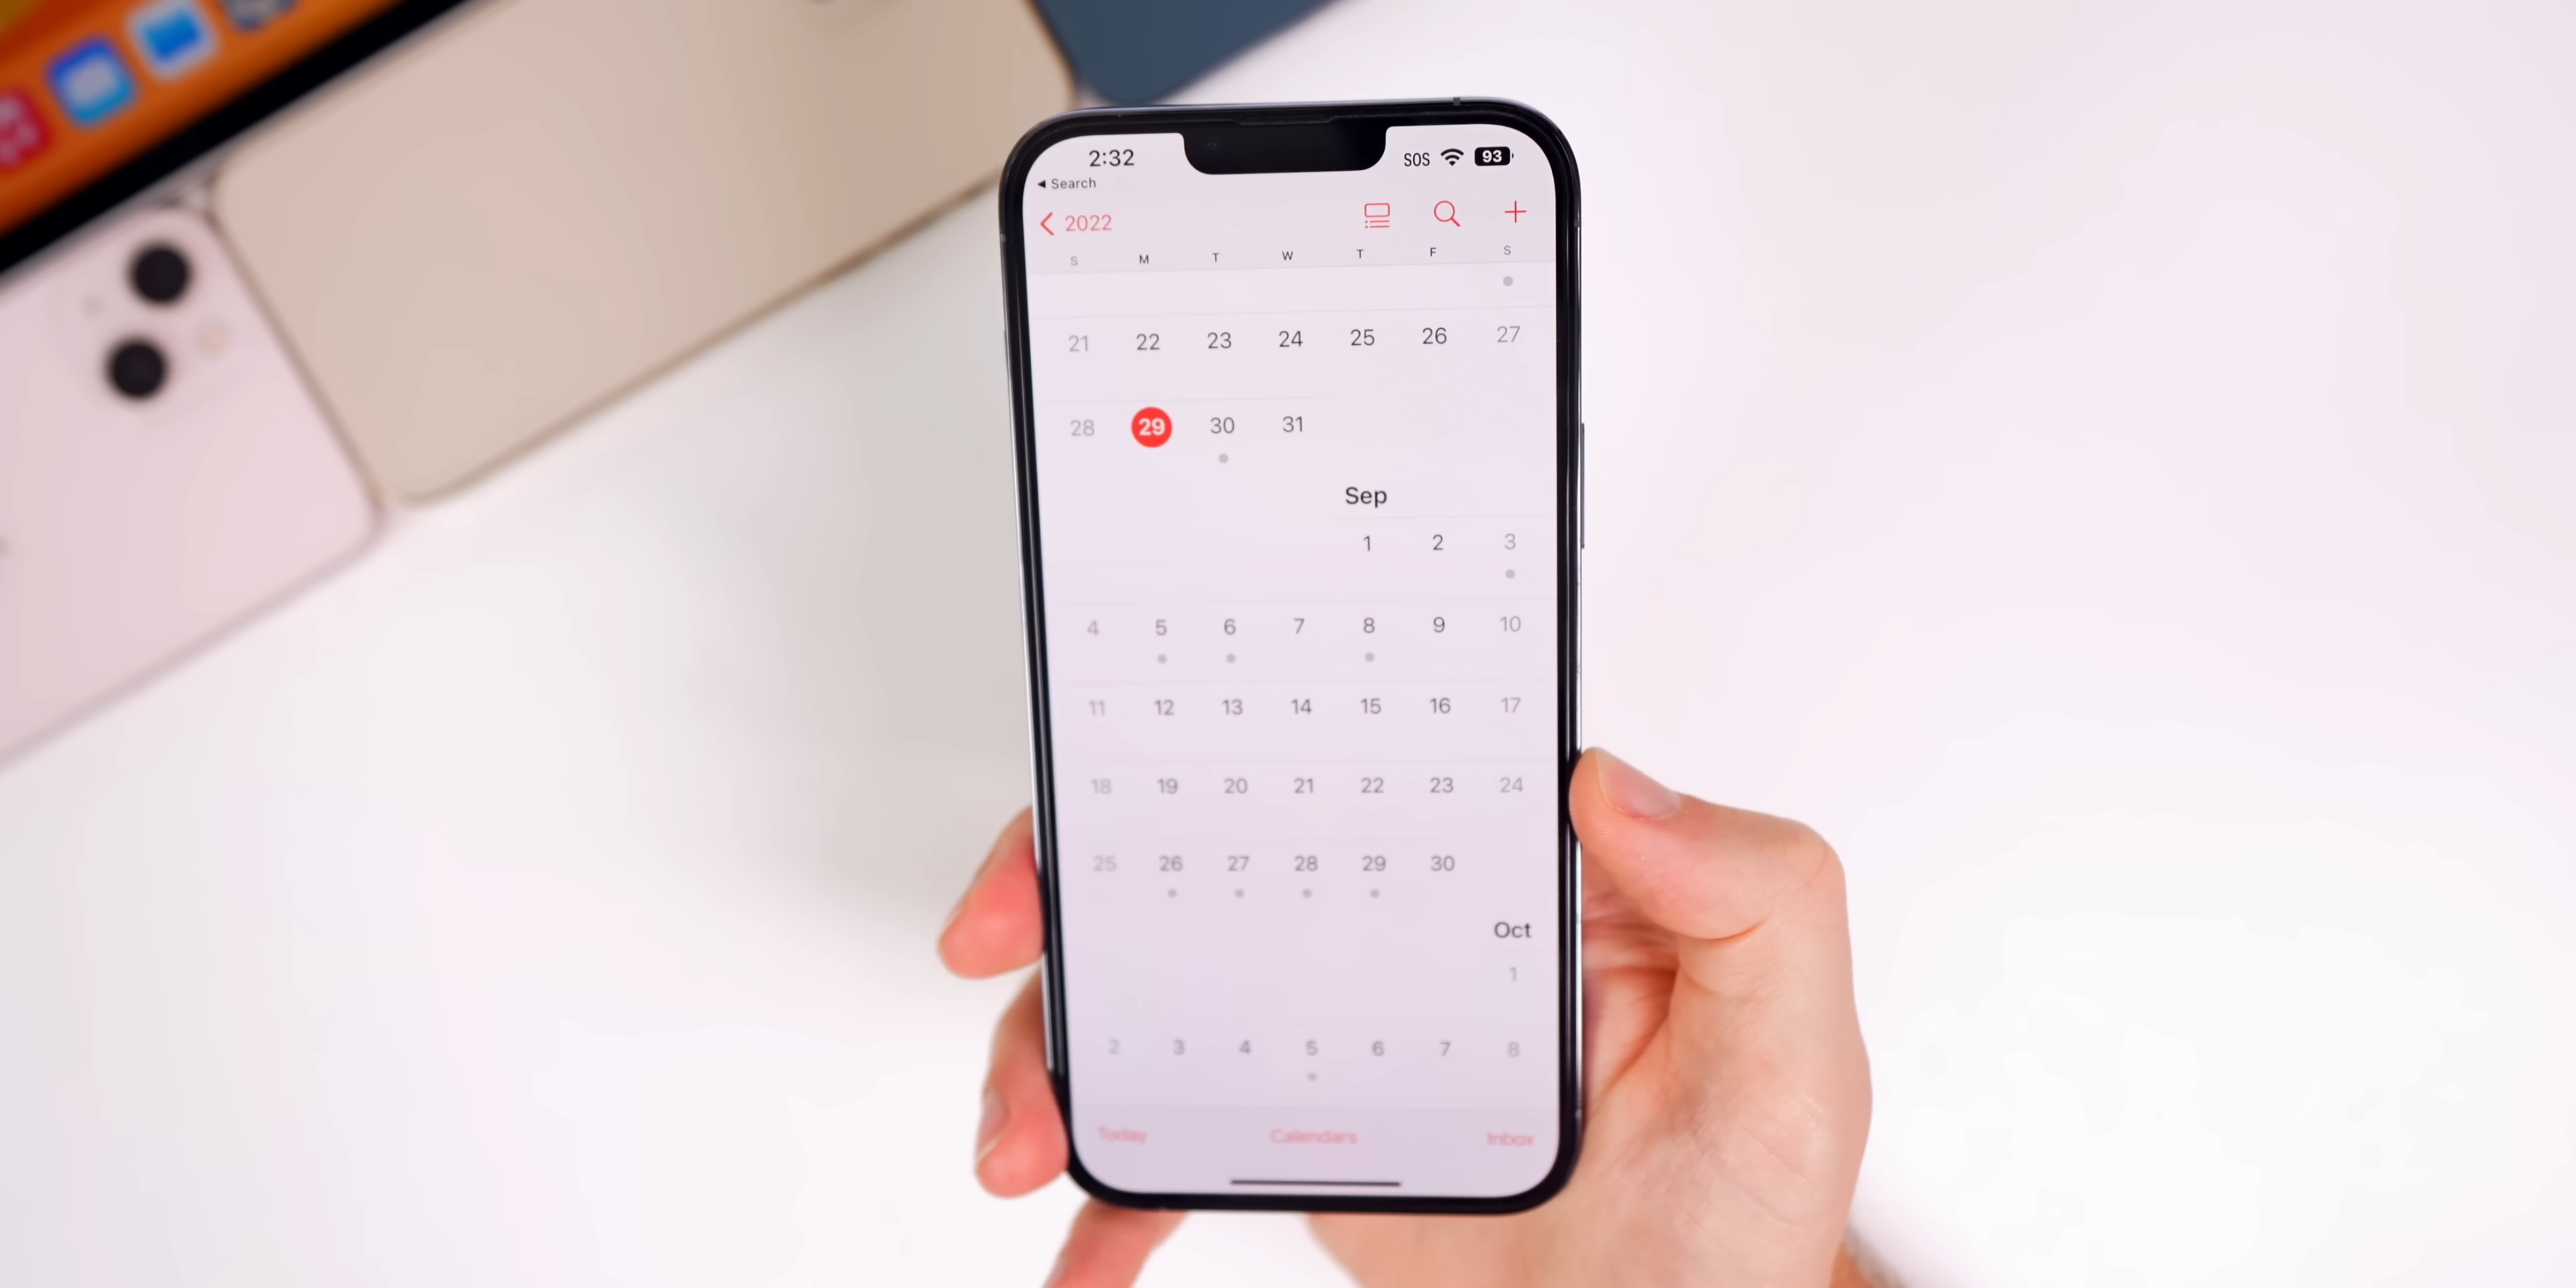 2:32 SOS 93
◀ Search
2022
S M T W T F S
21 22 23 24 25 26 27
28 29 30 31
Sep
1 2 3
4 5 6 7 8 9 10
11 12 13 14 15 16 17
18 19 20 21 22 23 24
25 26 27 28 29 30
Oct
1
2 3 4 5 6 7 8
Today Calendars Inbox